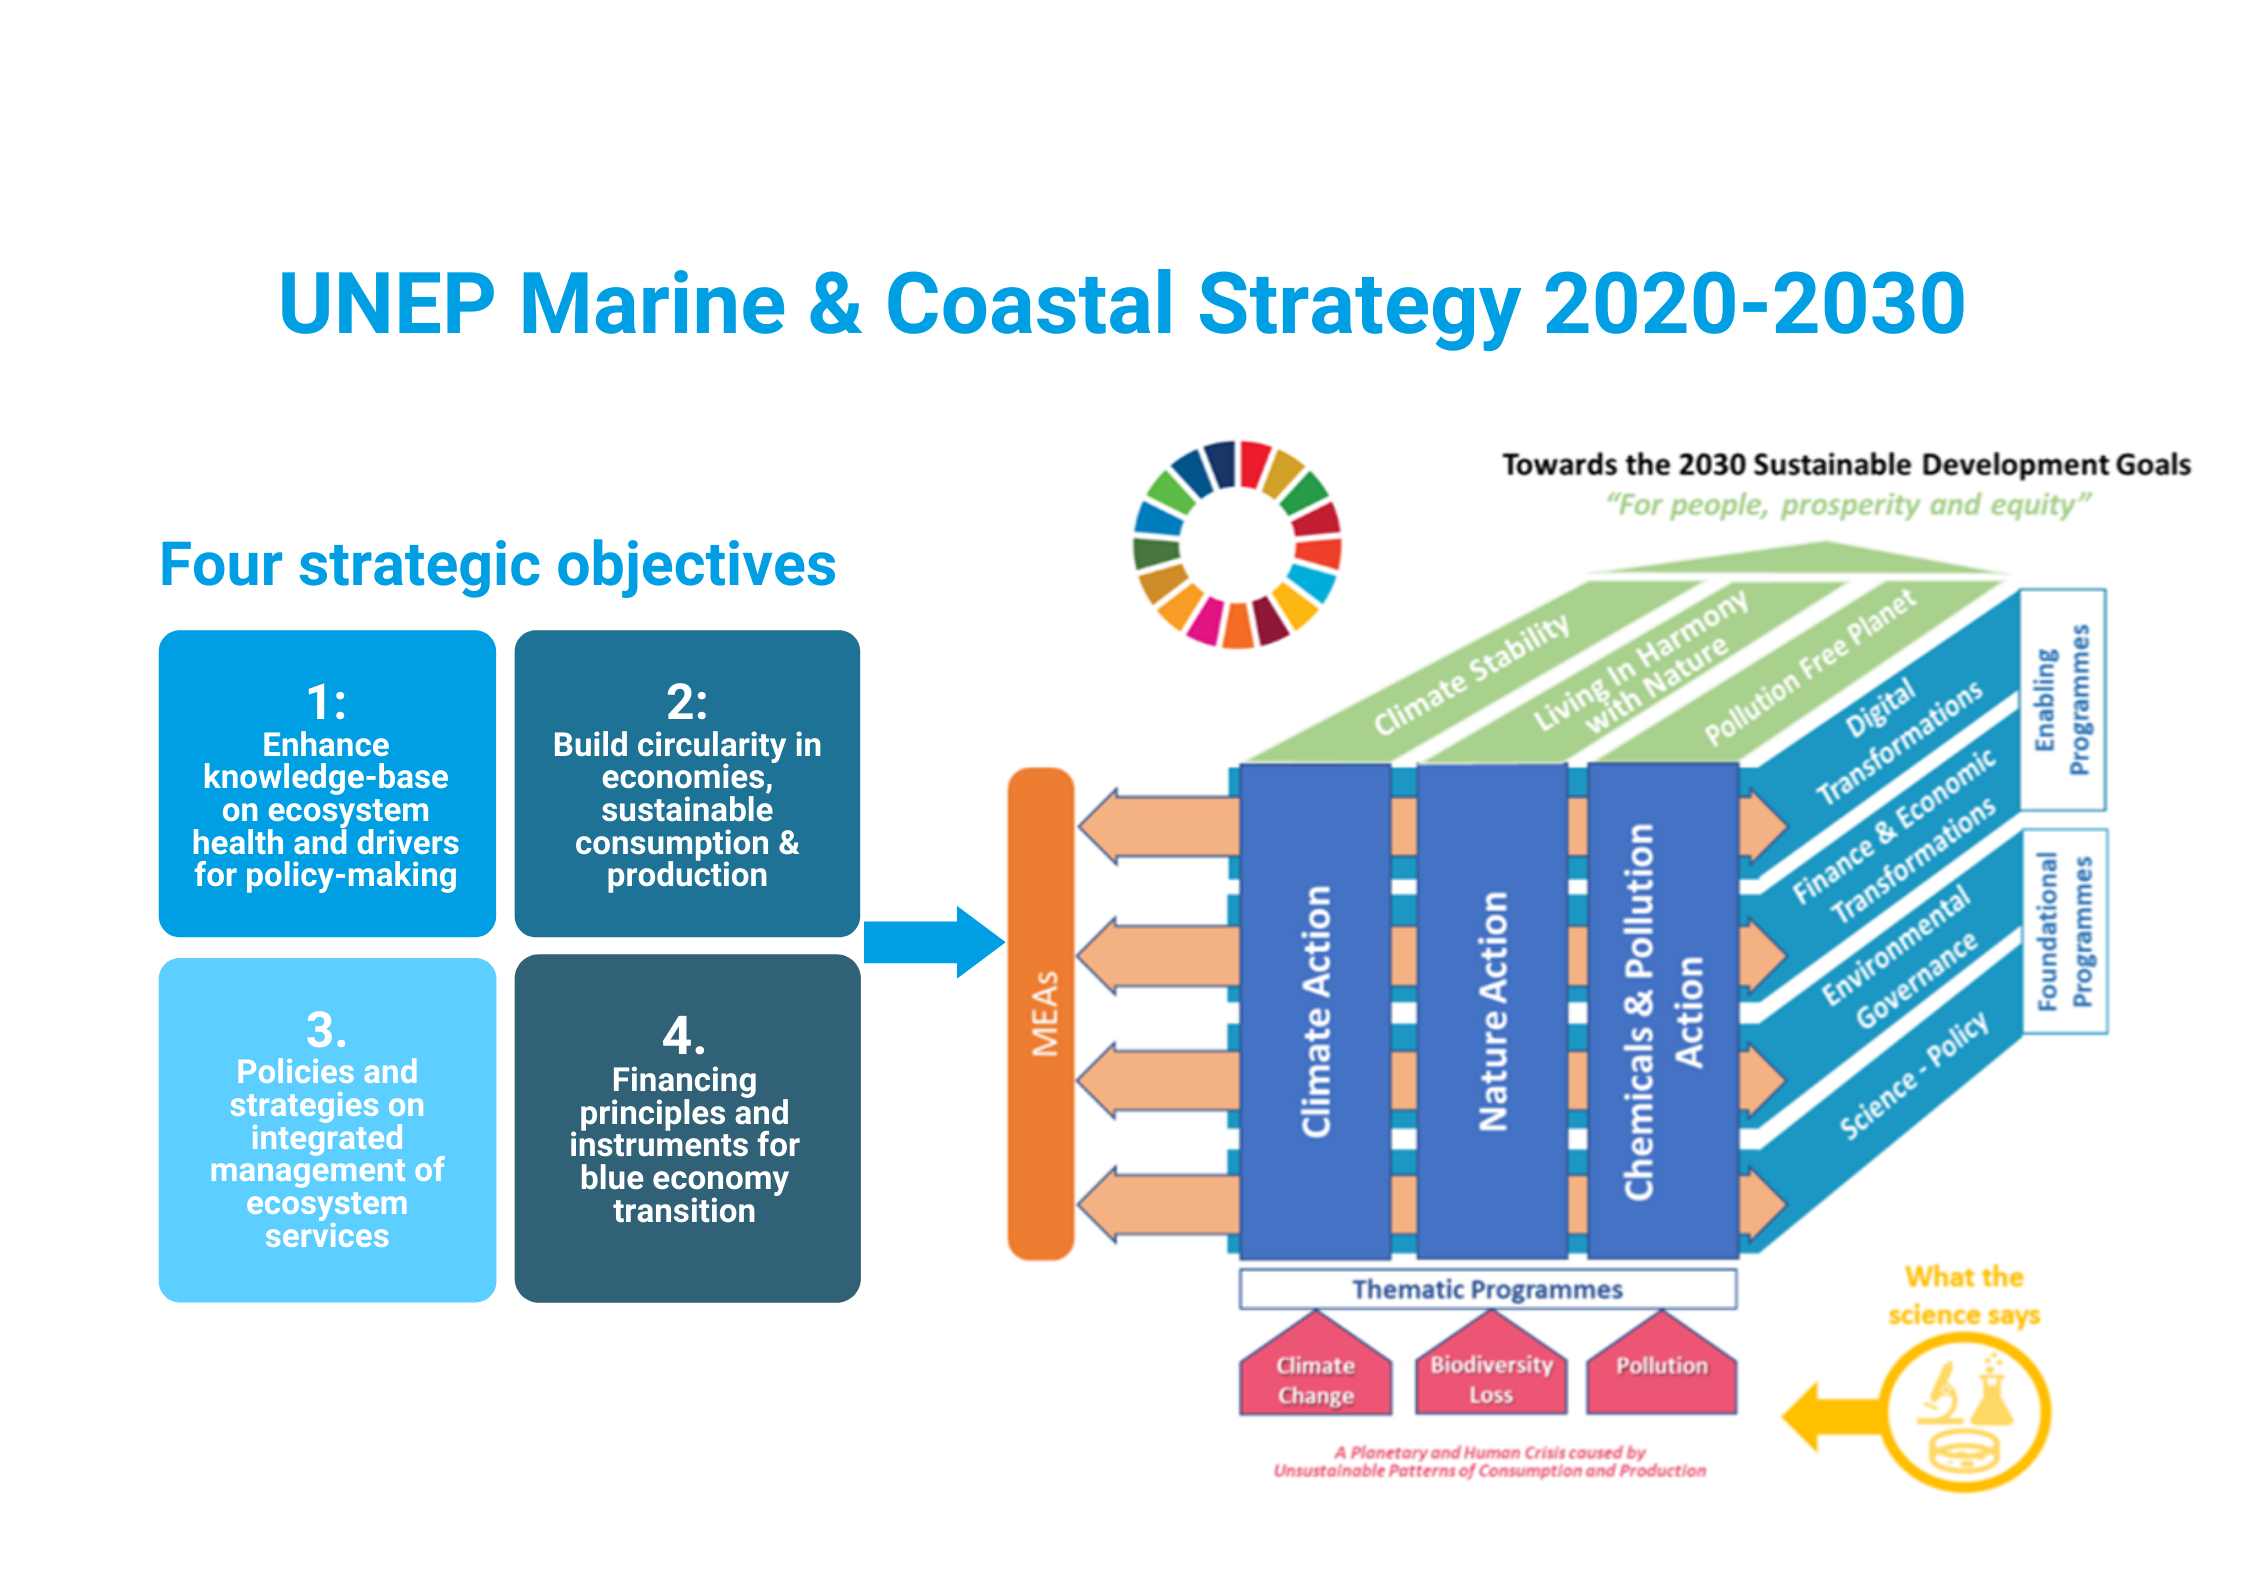 UNEP Marine & Coastal Strategy 2020-2030
Four strategic objectives
1:
Enhance
knowledge-base
on ecosystem
health and drivers
for policy-making
2:
Build circularity in
economies,
sustainable
consumption &
production
3.
Policies and
strategies on
integrated
management of
ecosystem
services
4.
Financing
principles and
instruments for
blue economy
transition
Towards the 2030 Sustainable Development Goals
“For people, prosperity and equity”
Climate Stability
Living In Harmony
with Nature
Pollution Free Planet
Digital
Transformations
Finance & Economic
Transformations
Environmental
Governance
Science - Policy
Enabling
Programmes
Foundational
Programmes
MEAs
Climate Action
Nature Action
Chemicals & Pollution
Action
Thematic Programmes
Climate
Change
Biodiversity
Loss
Pollution
A Planetary and Human Crisis caused by
Unsustainable Patterns of Consumption and Production
What the
science says